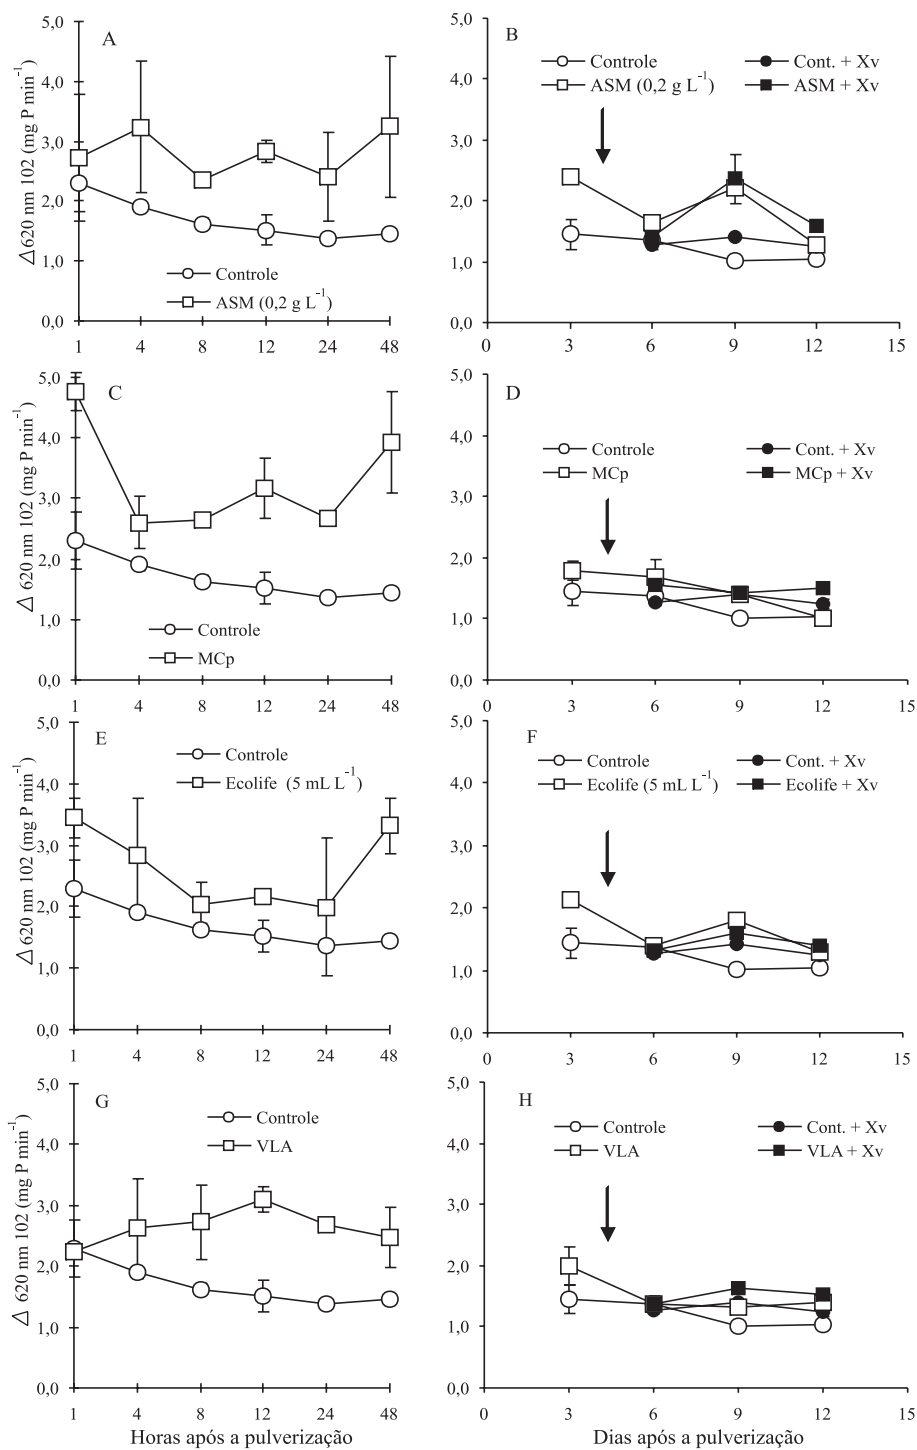 A
5,0
4,0
3,0
2,0
1,0
0,0
Δ620 nm 102 (mg P min⁻¹)
Controle
ASM (0,2 g L⁻¹)
1 4 8 12 24 48
B
Controle Cont. + Xv
ASM (0,2 g L⁻¹) ASM + Xv
5,0
4,0
3,0
2,0
1,0
0,0
0 3 6 9 12 15
C
5,0
4,0
3,0
2,0
1,0
0,0
Δ 620 nm 102 (mg P min⁻¹)
Controle
MCp
1 4 8 12 24 48
D
5,0
4,0
3,0
2,0
1,0
0,0
Controle Cont. + Xv
MCp MCp + Xv
0 3 6 9 12 15
E
5,0
4,0
3,0
2,0
1,0
0,0
Δ 620 nm 102 (mg P min⁻¹)
Controle
Ecolife (5 mL L⁻¹)
1 4 8 12 24 48
F
5,0
4,0
3,0
2,0
1,0
0,0
Controle Cont. + Xv
Ecolife (5 mL L⁻¹) Ecolife + Xv
0 3 6 9 12 15
G
5,0
4,0
3,0
2,0
1,0
0,0
Δ 620 nm 102 (mg P min⁻¹)
Controle
VLA
1 4 8 12 24 48
Horas após a pulverização
H
5,0
4,0
3,0
2,0
1,0
0,0
Controle Cont. + Xv
VLA VLA + Xv
0 3 6 9 12 15
Dias após a pulverização